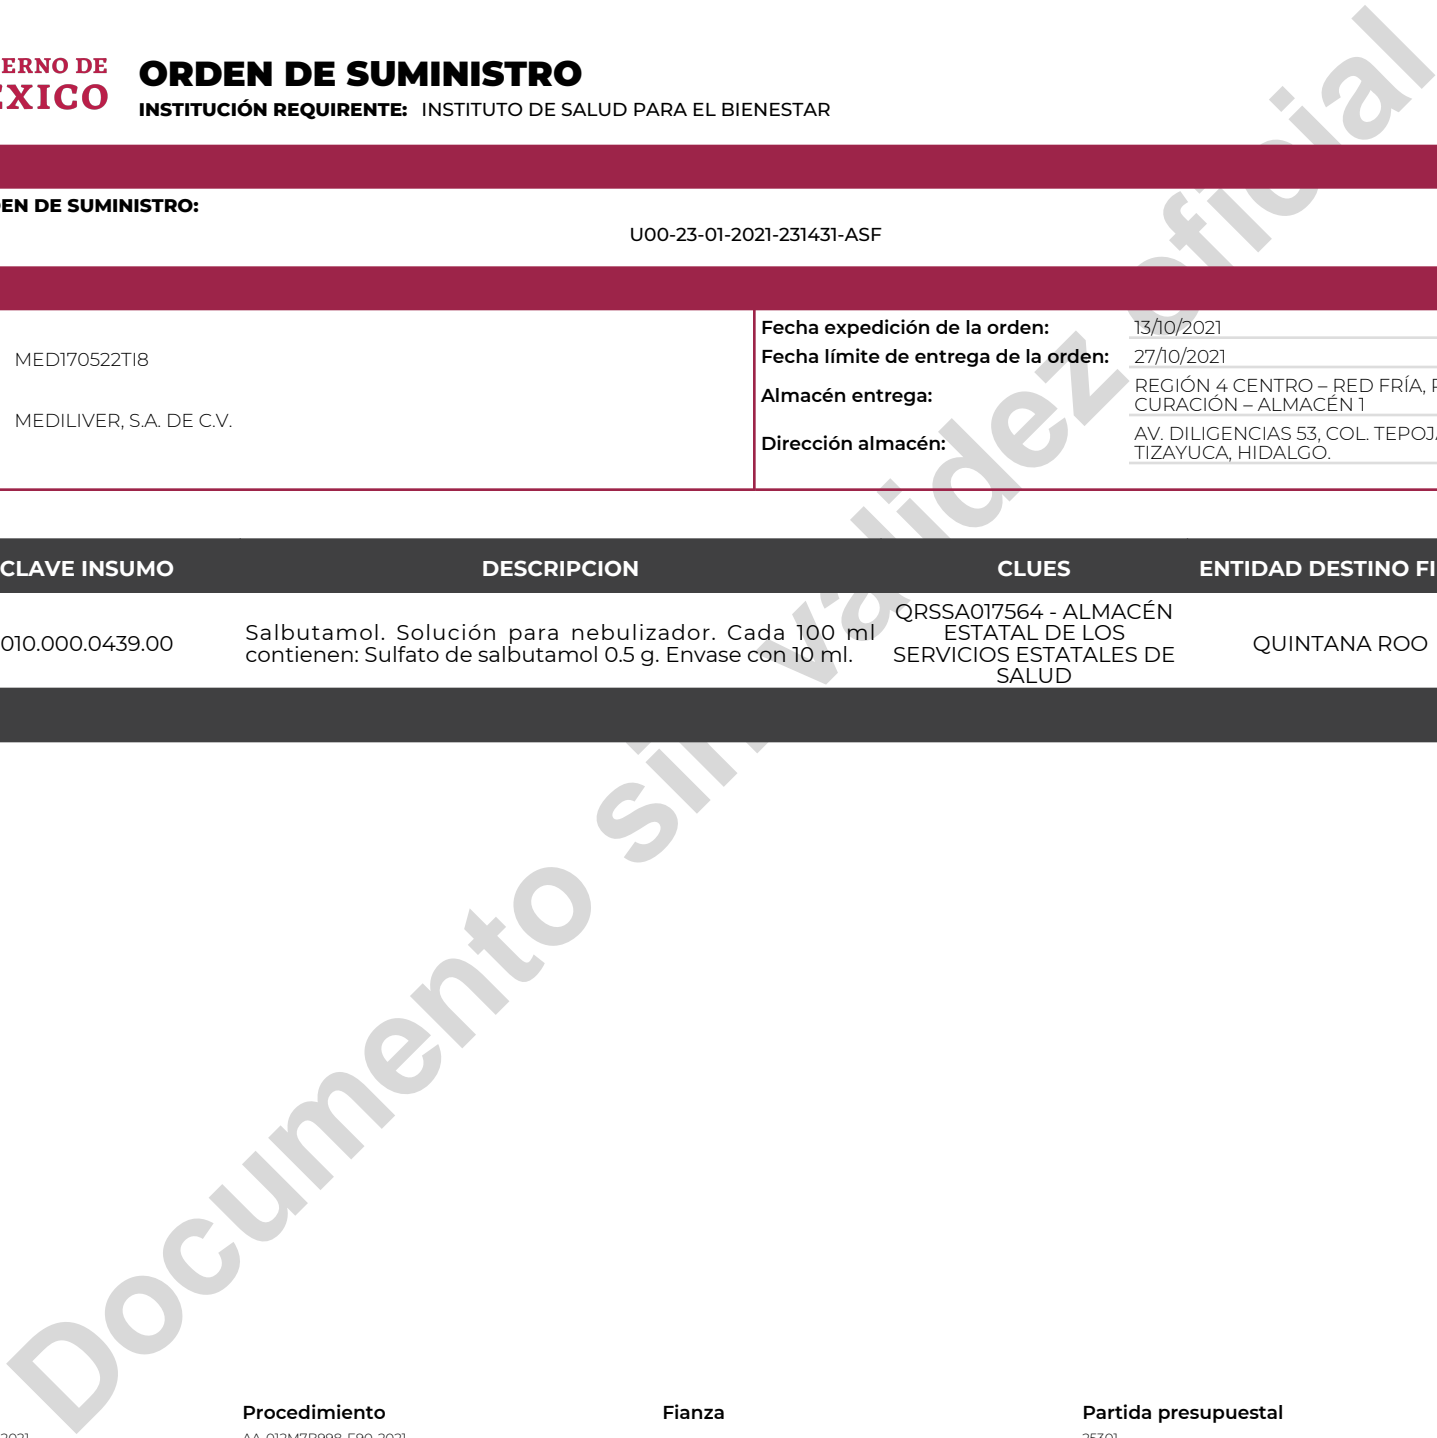 ERNO DE
EXICO
ORDEN DE SUMINISTRO
INSTITUCIÓN REQUIRENTE: INSTITUTO DE SALUD PARA EL BIENESTAR
EN DE SUMINISTRO:
U00-23-01-2021-231431-ASF
MED170522TI8
MEDILIVER, S.A. DE C.V.
Fecha expedición de la orden: 13/10/2021
Fecha límite de entrega de la orden: 27/10/2021
Almacén entrega:
REGIÓN 4 CENTRO – RED FRÍA,
CURACIÓN – ALMACÉN 1
Dirección almacén:
AV. DILIGENCIAS 53, COL. TEPOJ
TIZAYUCA, HIDALGO.
CLAVE INSUMO DESCRIPCION CLUES ENTIDAD DESTINO FI
010.000.0439.00
Salbutamol. Solución para nebulizador. Cada 100 ml
contienen: Sulfato de salbutamol 0.5 g. Envase con 10 ml.
QRSSA017564 - ALMACÉN
ESTATAL DE LOS
SERVICIOS ESTATALES DE
SALUD
QUINTANA ROO
Documento sin validez oficial
Procedimiento Fianza Partida presupuestal